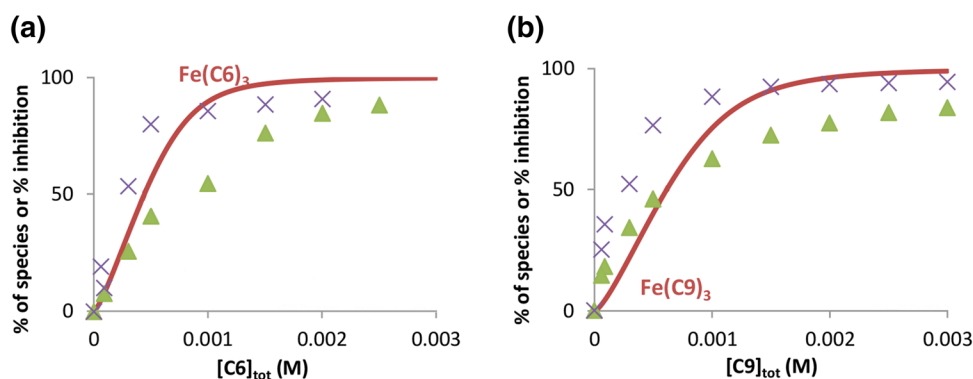 (a)
Fe(C6)3
100
50
0
0 0.001 0.002 0.003
% of species or % inhibition
[C6]tot (M)
(b)
100
50
0
0 0.001 0.002 0.003
Fe(C9)3
% of species or % inhibition
[C9]tot (M)